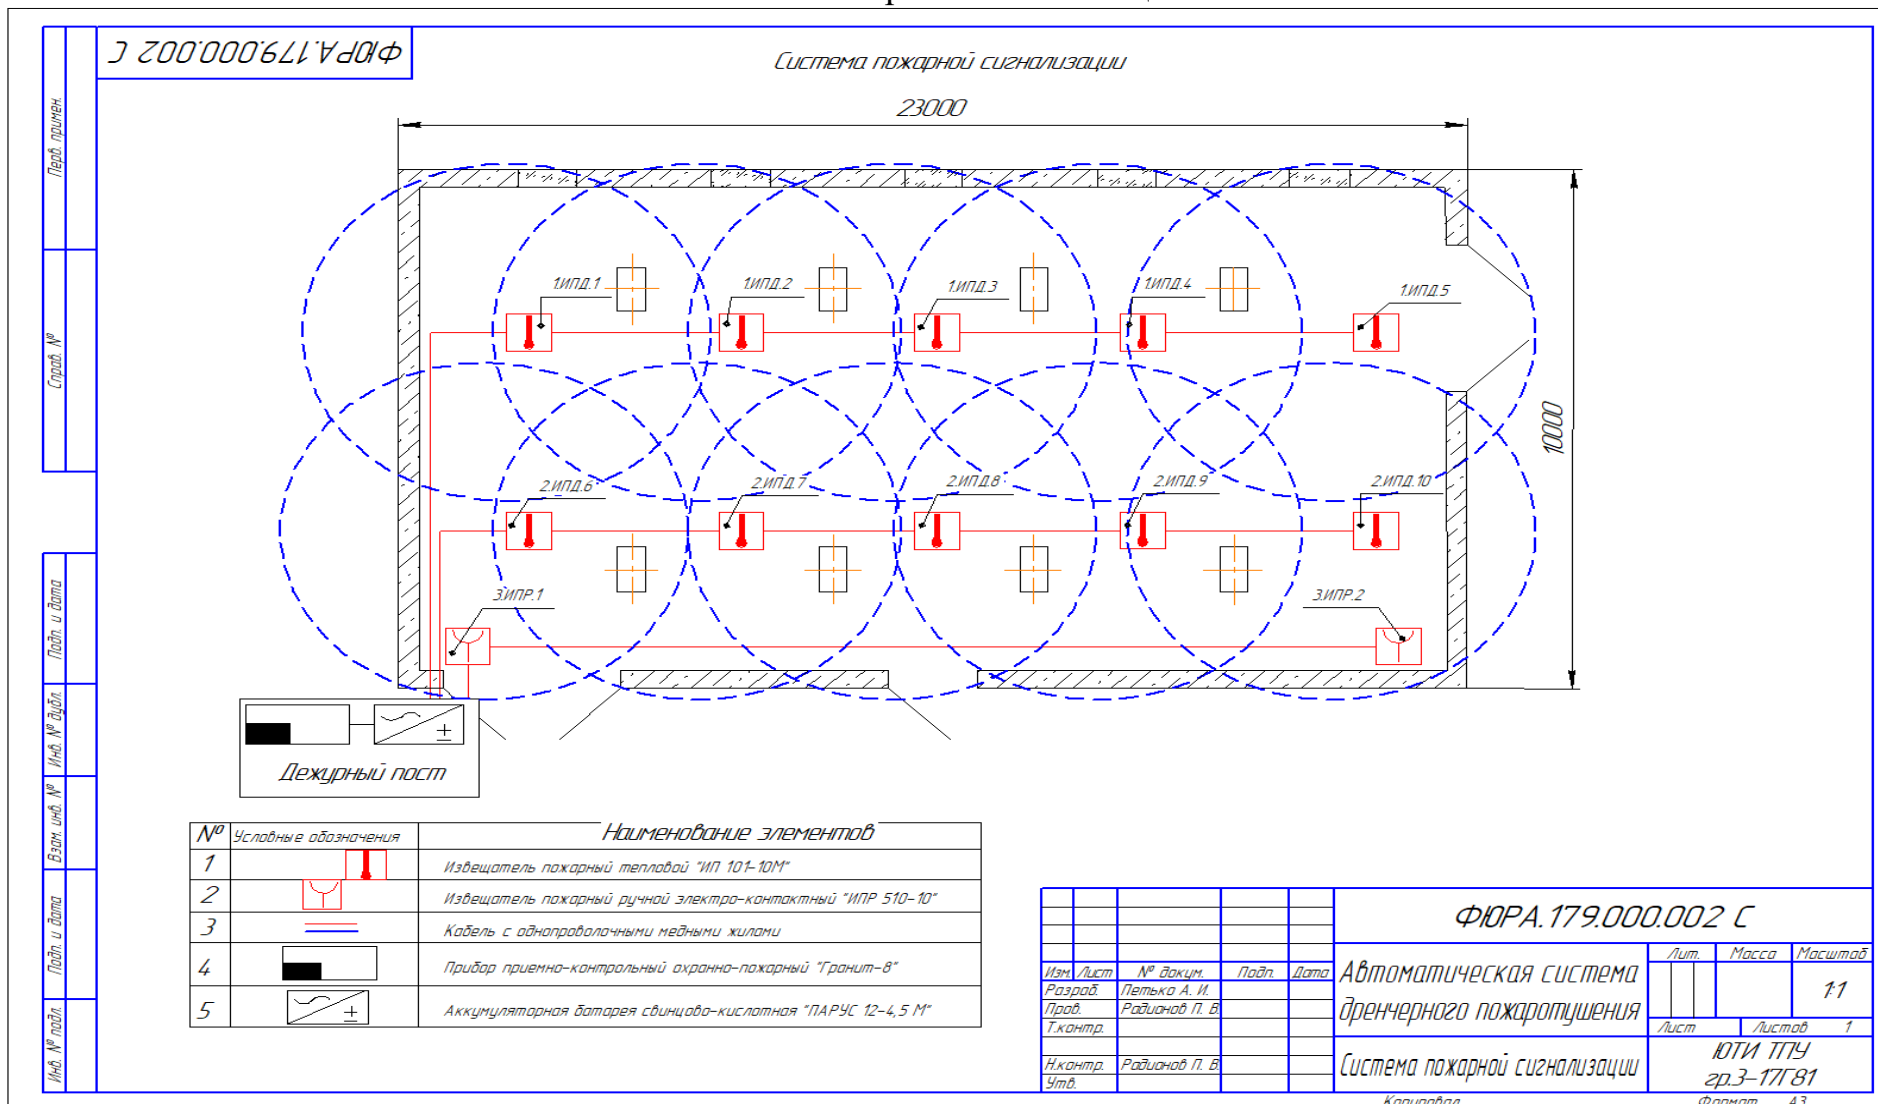 ФЮРА.179.000.002 С
Система пожарной сигнализации
23000
10000
1.ИПД.1
1.ИПД.2
1.ИПД.3
1.ИПД.4
1.ИПД.5
2.ИПД.6
2.ИПД.7
2.ИПД.8
2.ИПД.9
2.ИПД.10
3.ИПР.1
3.ИПР.2
Дежурный пост
Перв. примен.
Справ. №
Подп. и дата
Инв. № дубл.
Взам. инв. №
Подп. и дата
Инв. № подл.
№ Условные обозначения Наименование элементов
1 Извещатель пожарный тепловой "ИП 101-10М"
2 Извещатель пожарный ручной электро-контактный "ИПР 510-10"
3 Кабель с однопроволочными медными жилами
4 Прибор приемно-контрольный охранно-пожарный "Гранит-8"
5 Аккумуляторная батарея свинцово-кислотная "ПАРУС 12-4,5 М"
ФЮРА.179.000.002 С
Изм. Лист № докум. Подп. Дата
Разраб. Петько А. И.
Пров. Радионов П. В.
Т.контр.
Н.контр. Радионов П. В.
Утв.
Автоматическая система
дренчерного пожаротушения
Лит. Масса Масштаб
1:1
Лист Листов 1
Система пожарной сигнализации
ЮТИ ТПУ
гр.З-17Г81
Копировал Формат А3